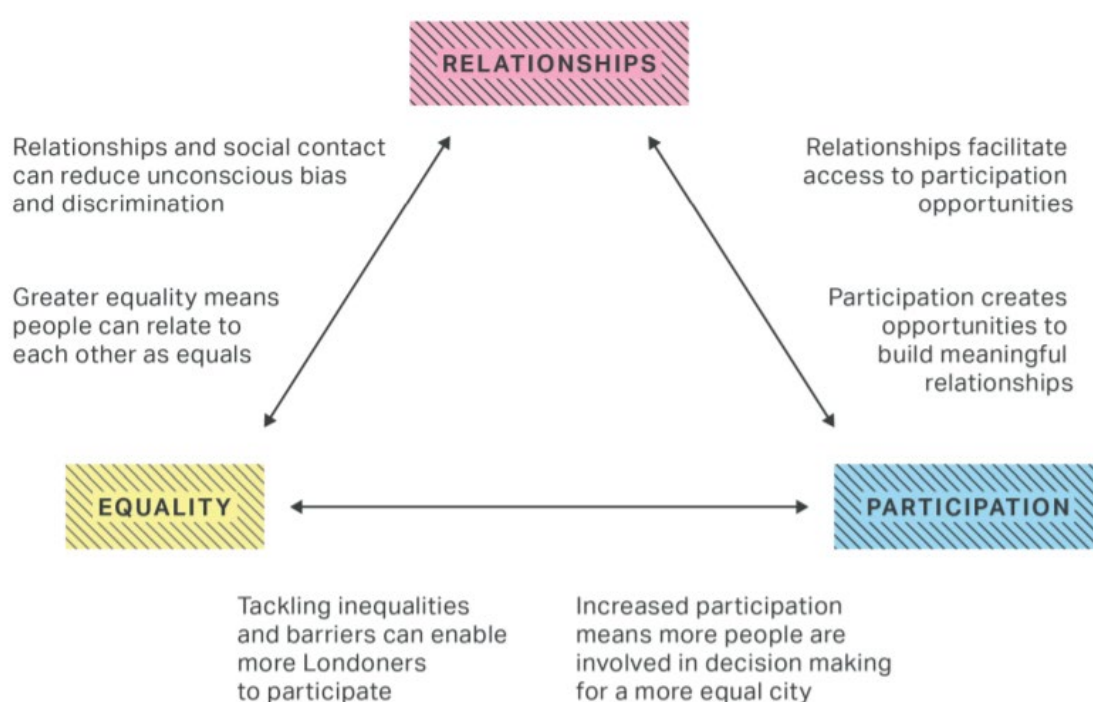 RELATIONSHIPS
Relationships and social contact
can reduce unconscious bias
and discrimination
Relationships facilitate
access to participation
opportunities
Greater equality means
people can relate to
each other as equals
Participation creates
opportunities to
build meaningful
relationships
EQUALITY
PARTICIPATION
Tackling inequalities
and barriers can enable
more Londoners
to participate
Increased participation
means more people are
involved in decision making
for a more equal city